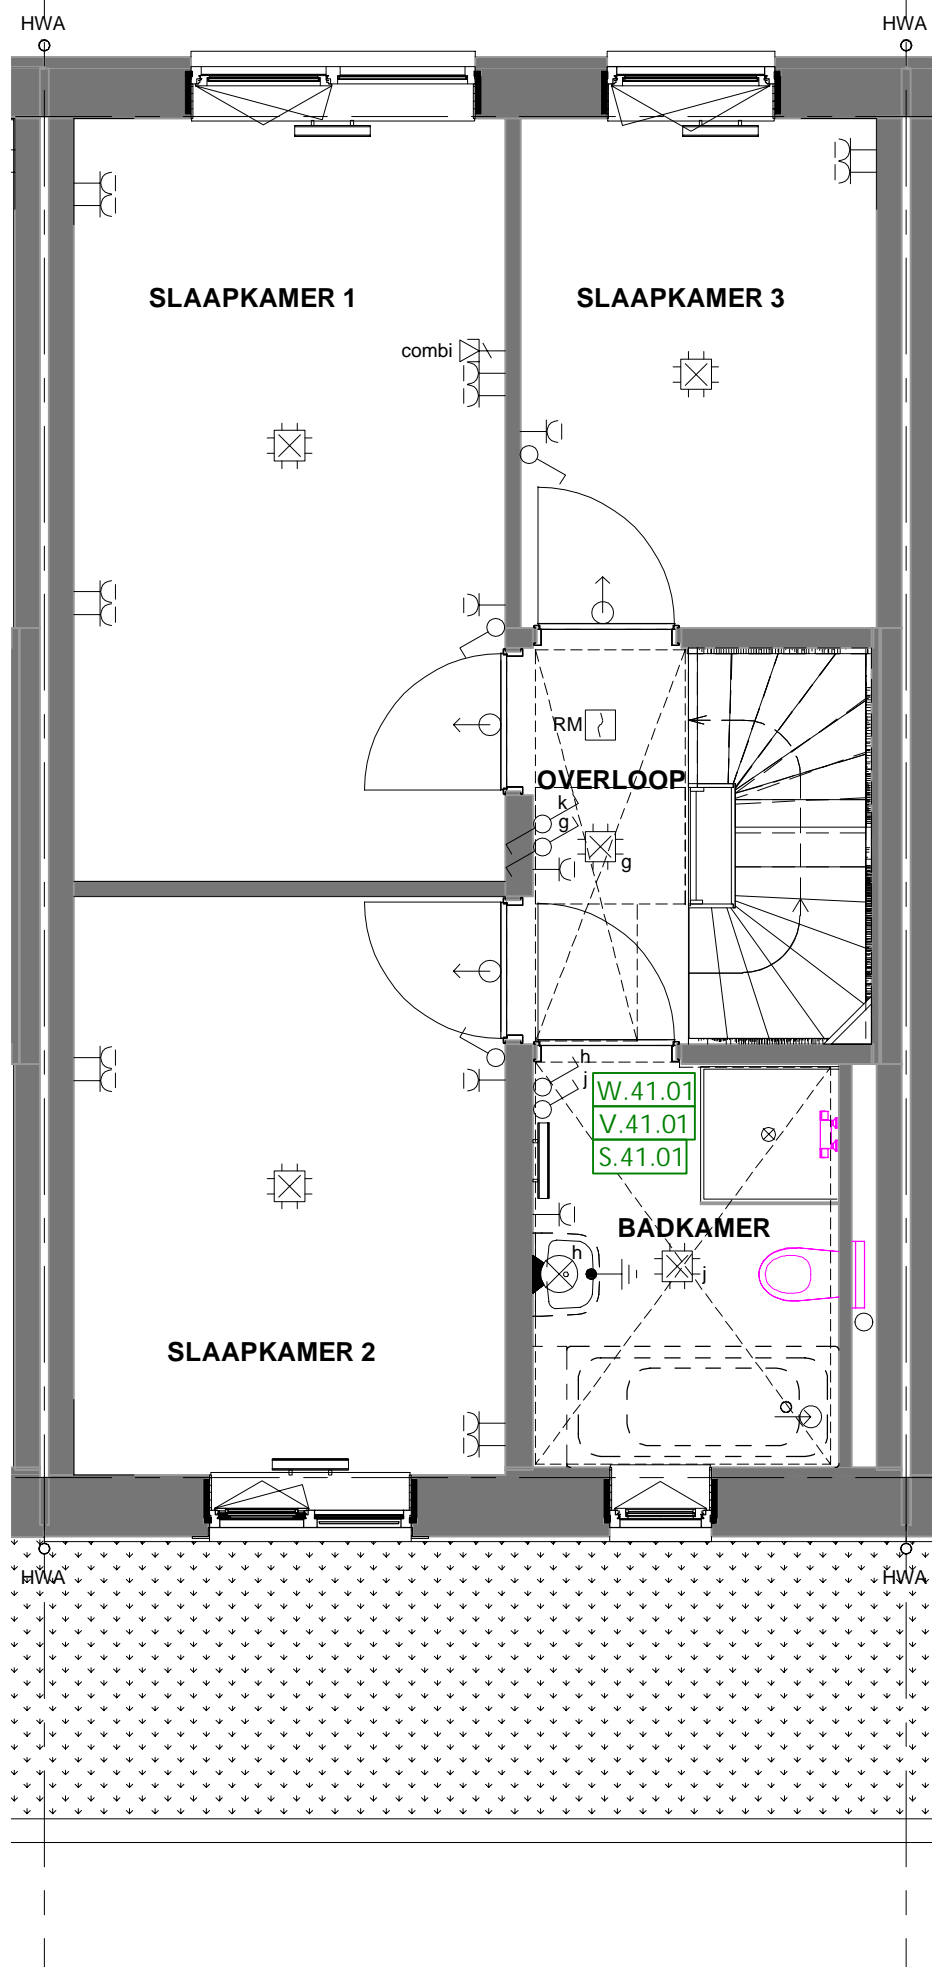 HWA HWA
SLAAPKAMER 1 SLAAPKAMER 3
combi
RM
OVERLOOP
k
g
g
h
j
W.41.01
V.41.01
S.41.01
BADKAMER
h
j
SLAAPKAMER 2
HWA HWA